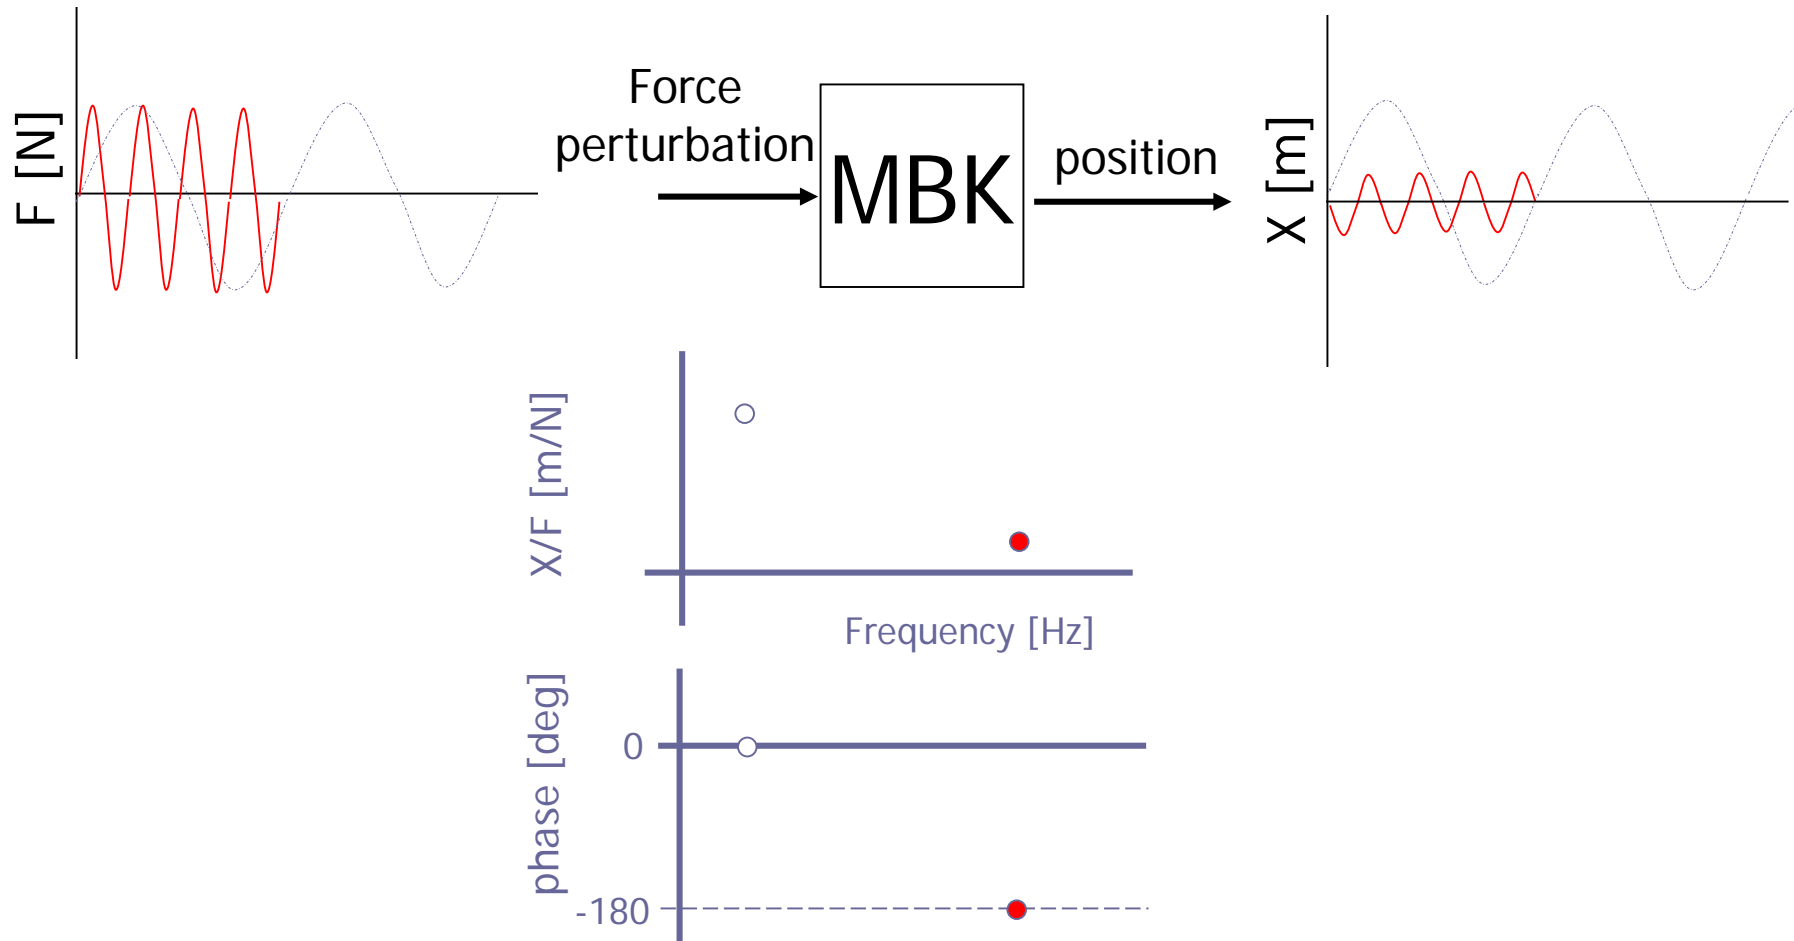 F [N]
Force
perturbation
MBK
position
X [m]
X/F [m/N]
Frequency [Hz]
phase [deg]
0
-180